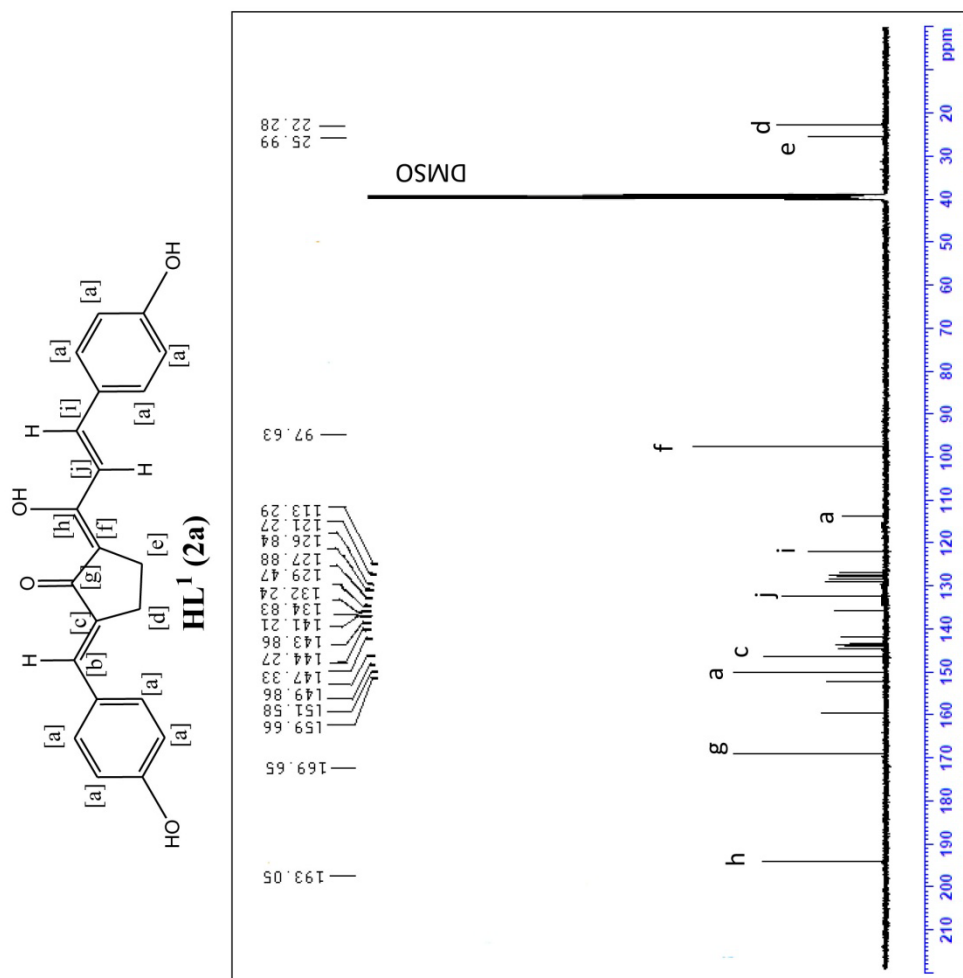 HO
[a]
[a]
[a]
[a]
H
[b]
[c]
[d]
O
[g]
[e]
[f]
[h]
OH
[j]
H
H
[i]
[a]
[a]
[a]
[a]
OH
HL¹ (2a)
193.05
169.65
159.66
151.58
149.86
147.33
144.27
143.86
141.21
134.83
132.24
129.47
127.88
126.84
121.27
113.29
97.63
25.99
22.28
DMSO
h
g
a
c
j
i
a
f
e
d
210 200 190 180 170 160 150 140 130 120 110 100 90 80 70 60 50 40 30 20 ppm